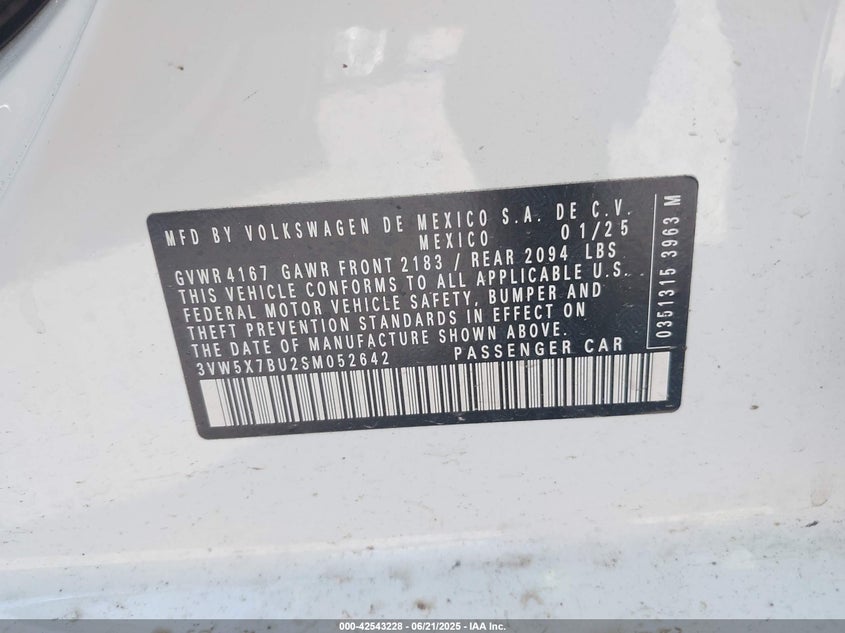 MFD BY VOLKSWAGEN DE MEXICO S.A. DE C.V.
MEXICO 01/25
GVWR 4167 GAWR FRONT 2183 / REAR 2094 LBS
THIS VEHICLE CONFORMS TO ALL APPLICABLE U.S.
FEDERAL MOTOR VEHICLE SAFETY, BUMPER AND
THEFT PREVENTION STANDARDS IN EFFECT ON
THE DATE OF MANUFACTURE SHOWN ABOVE.
3VW5X7BU2SM052642 PASSENGER CAR
0351315 3963 M
000-42543228 - 06/21/2025 - IAA Inc.